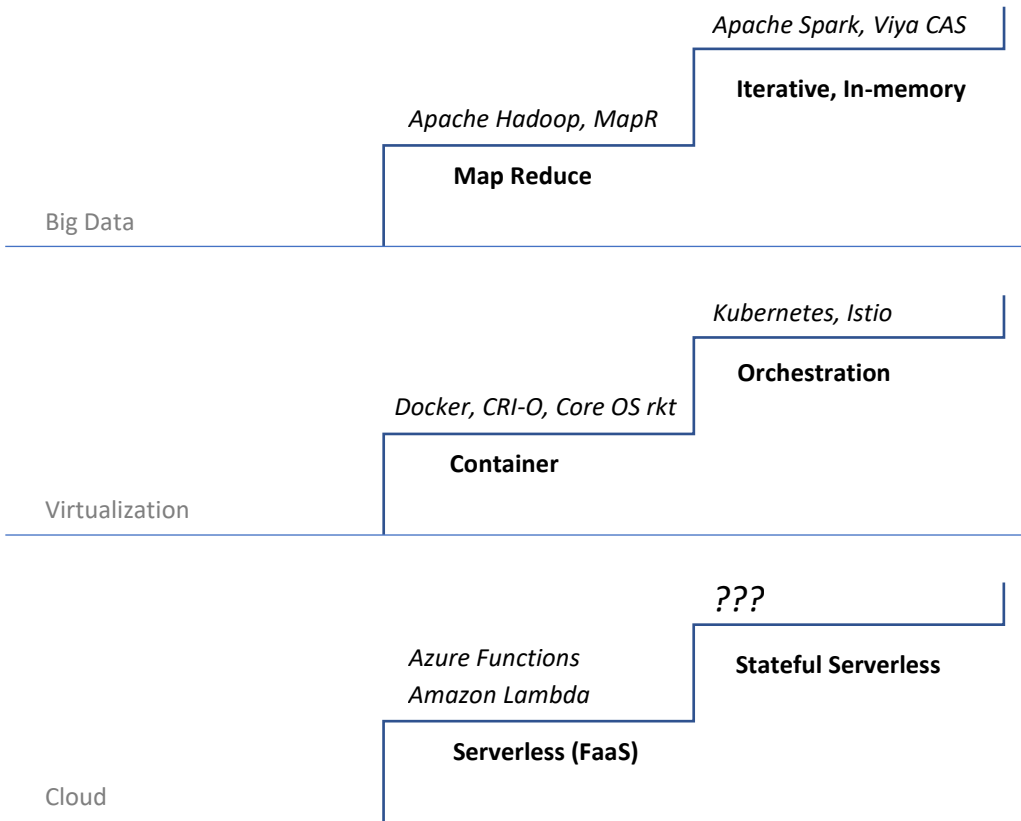 Apache Spark, Viya CAS
Iterative, In-memory
Apache Hadoop, MapR
Map Reduce
Big Data
Kubernetes, Istio
Orchestration
Docker, CRI-O, Core OS rkt
Container
Virtualization
???
Stateful Serverless
Azure Functions
Amazon Lambda
Serverless (FaaS)
Cloud